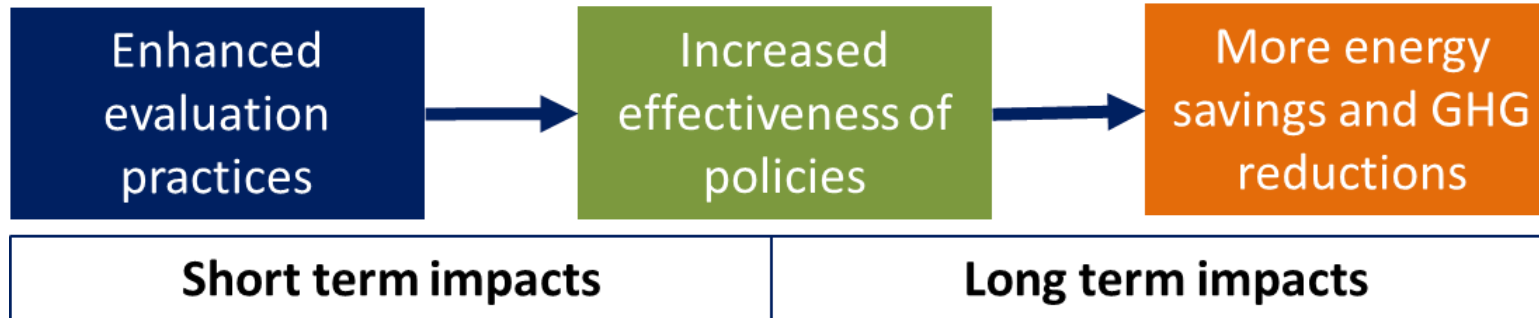 Enhanced
evaluation
practices
Increased
effectiveness of
policies
More energy
savings and GHG
reductions
Short term impacts
Long term impacts